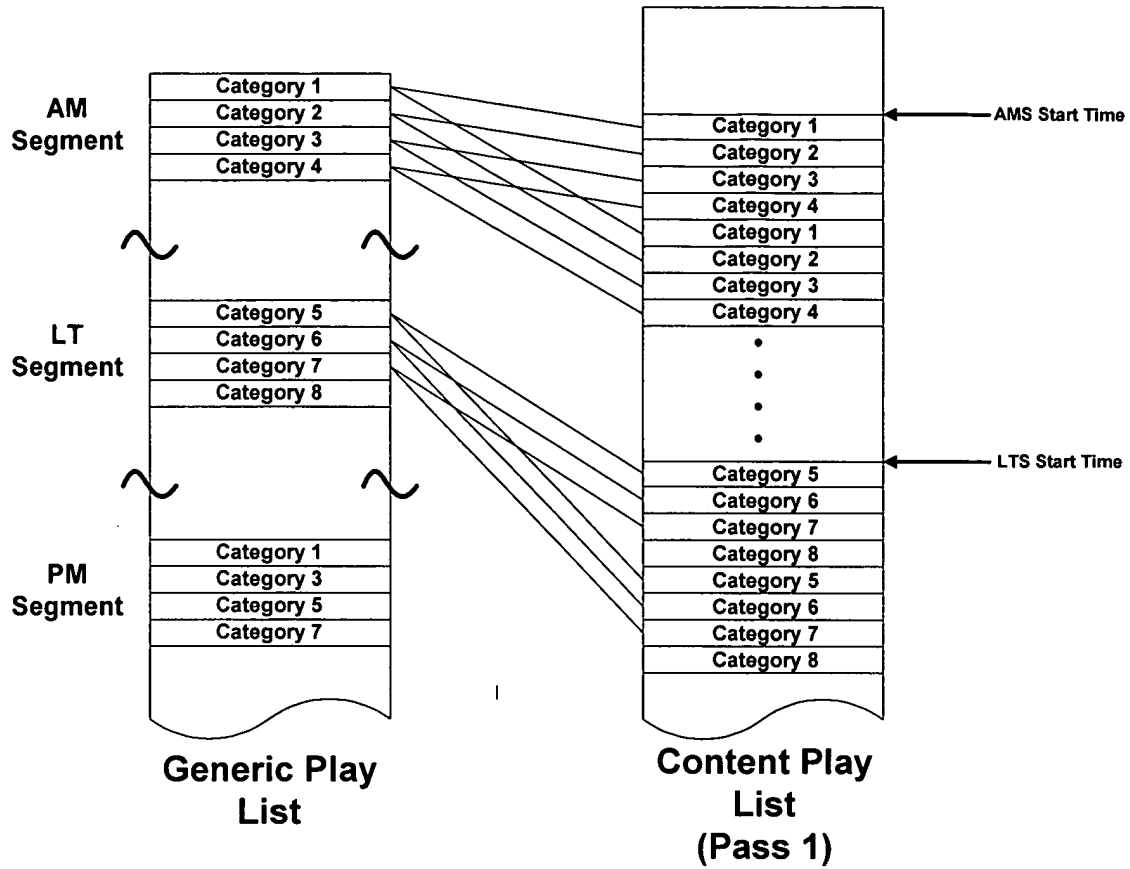 AM
Segment
Category 1
Category 2
Category 3
Category 4
LT
Segment
Category 5
Category 6
Category 7
Category 8
PM
Segment
Category 1
Category 3
Category 5
Category 7
Generic Play
List
AMS Start Time
Category 1
Category 2
Category 3
Category 4
Category 1
Category 2
Category 3
Category 4
LTS Start Time
Category 5
Category 6
Category 7
Category 8
Category 5
Category 6
Category 7
Category 8
Content Play
List
(Pass 1)